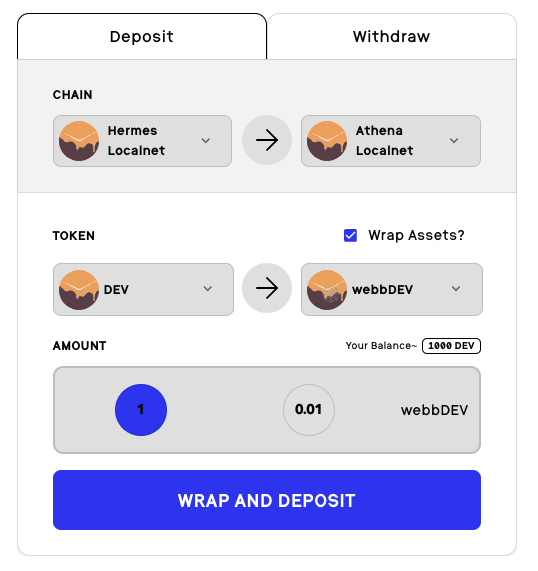 Deposit
Withdraw
CHAIN
Hermes
Localnet
Athena
Localnet
TOKEN
Wrap Assets?
DEV
webbDEV
AMOUNT
Your Balance~ 1000 DEV
1
0.01
webbDEV
WRAP AND DEPOSIT